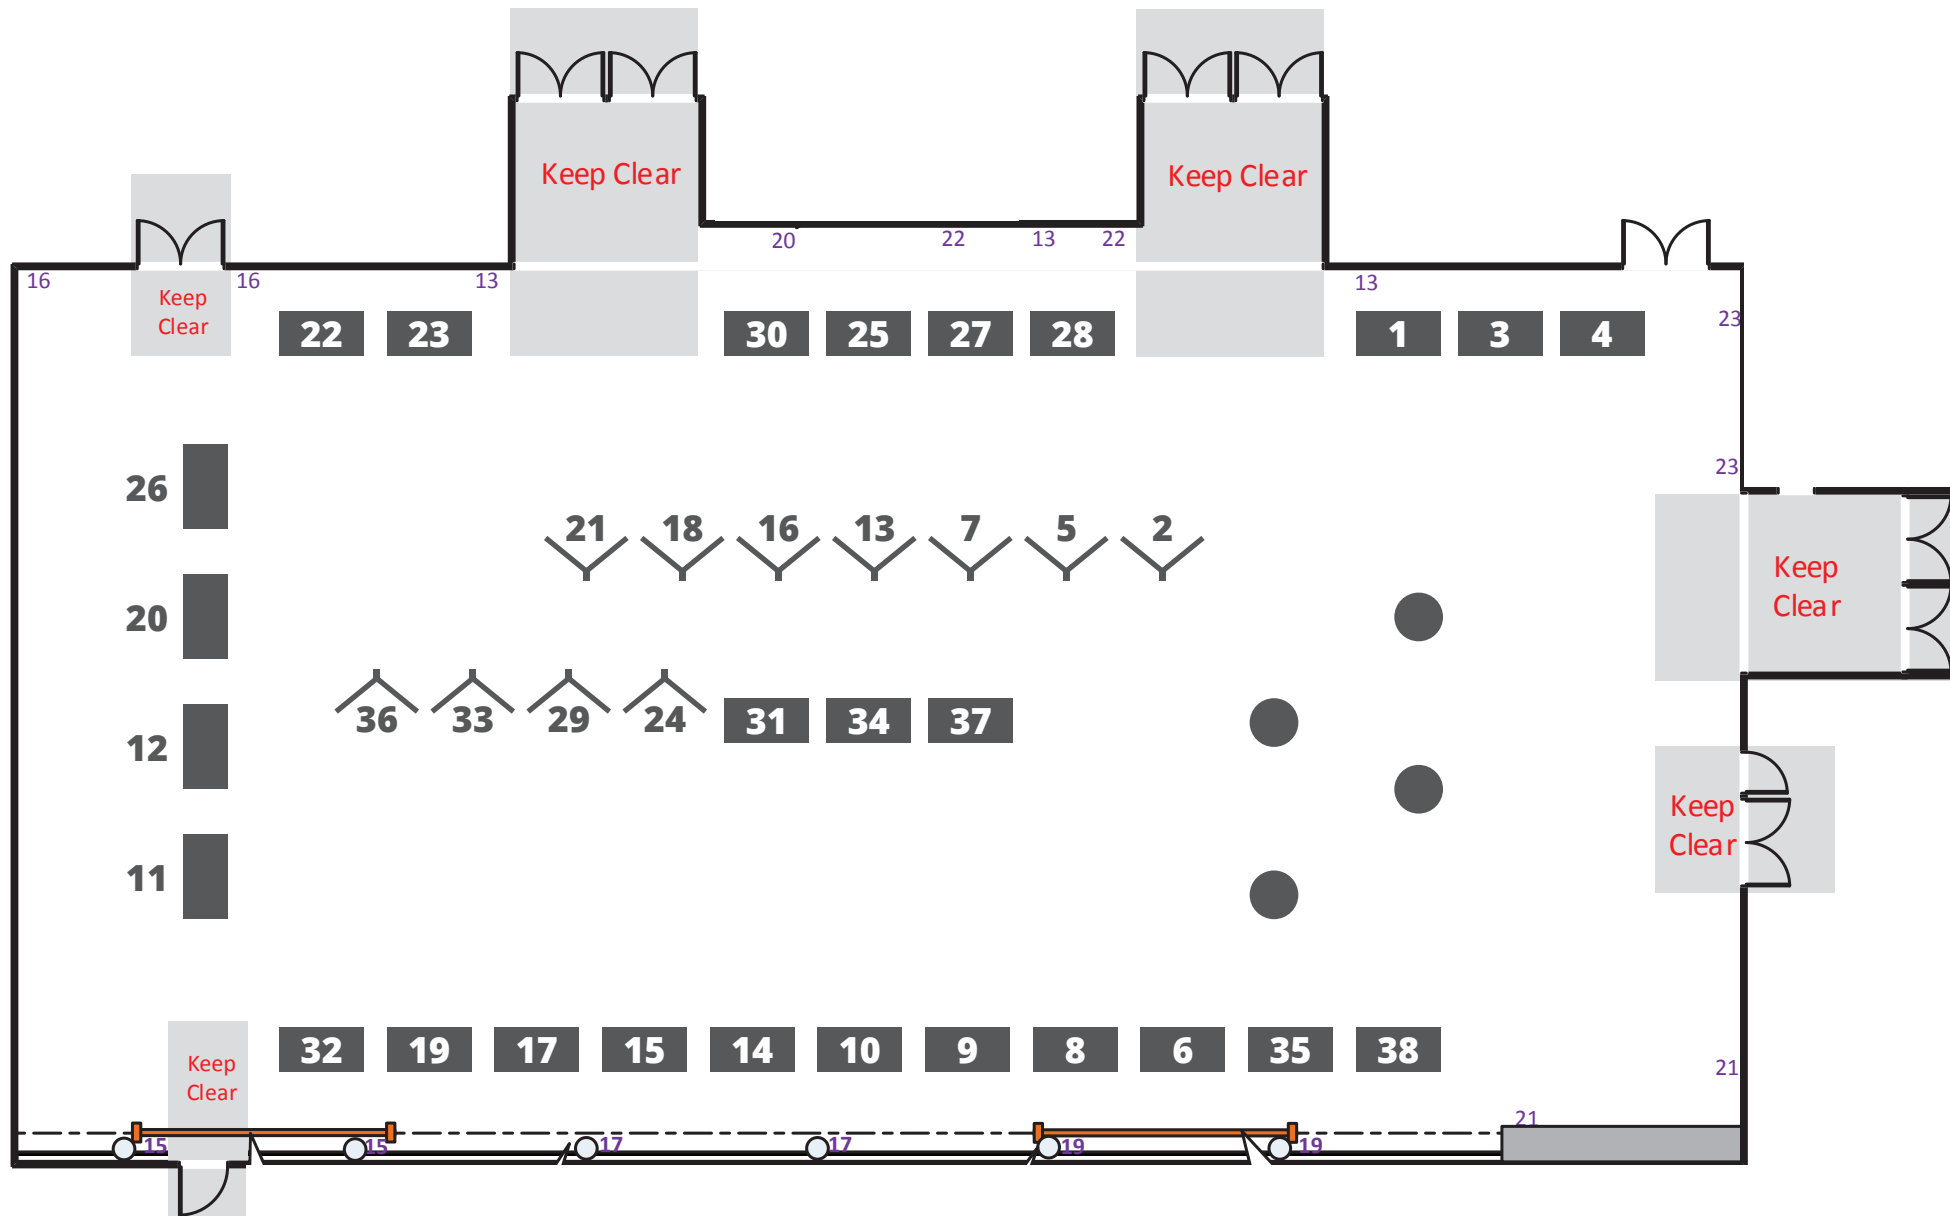 Keep Clear
Keep Clear
20 22 13 22
16 16 13 13
Keep
Clear
22 23 30 25 27 28 1 3 4
23
23
26
21 18 16 13 7 5 2
Keep
Clear
20
36 33 29 24 31 34 37
12
Keep
Clear
11
32 19 17 15 14 10 9 8 6 35 38
Keep
Clear
21
21
15 15 17 17 19 19